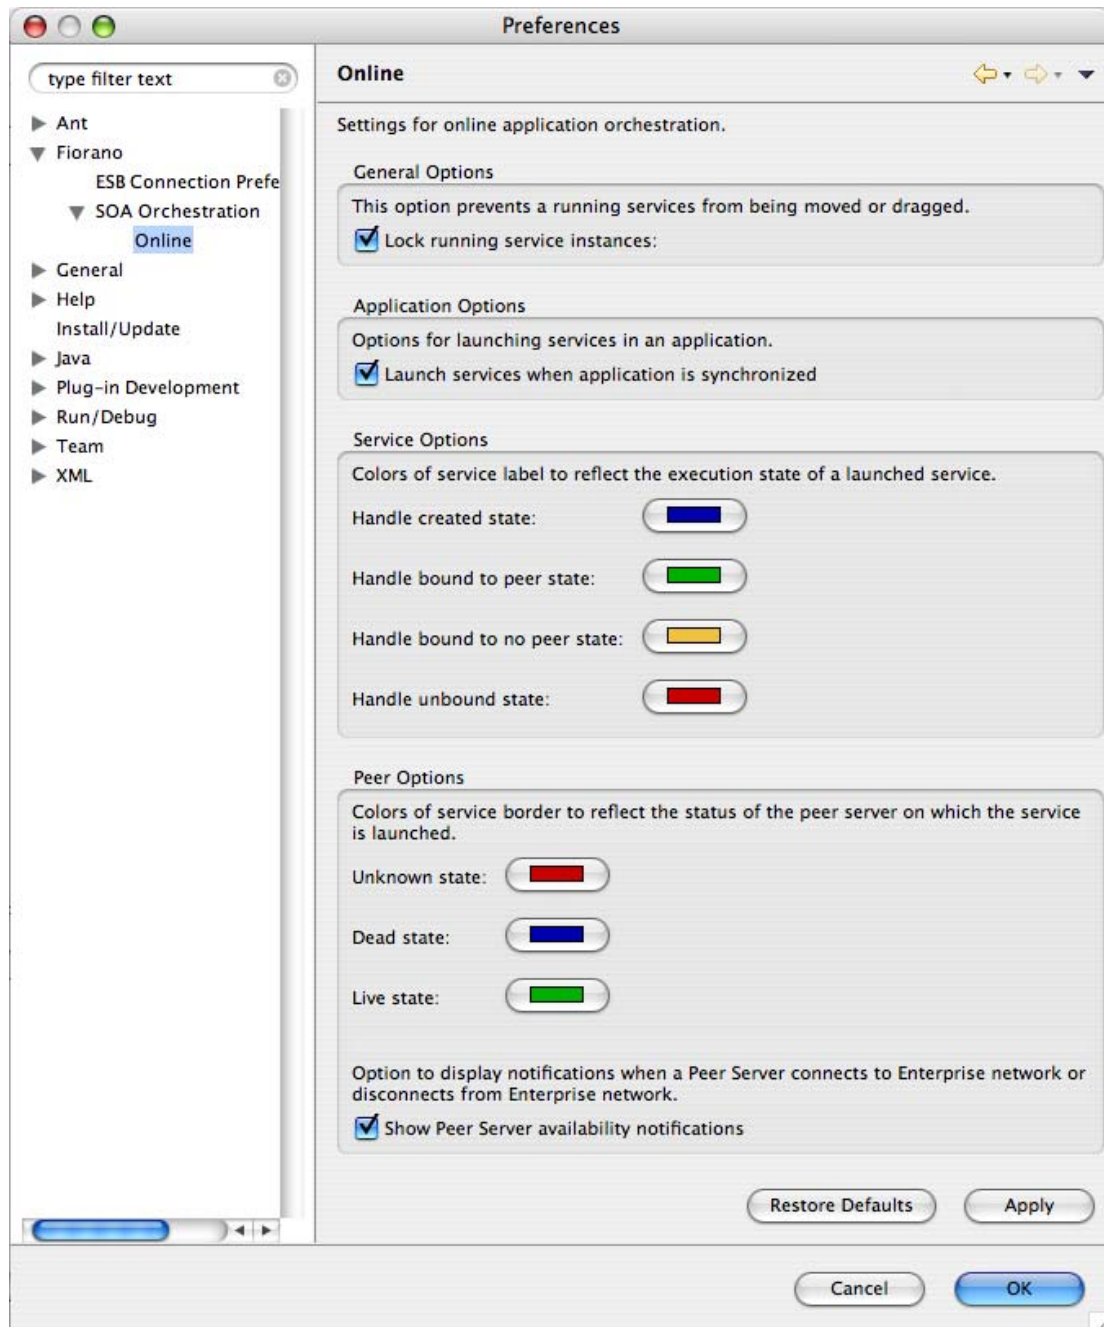 Preferences
type filter text
Ant
Fiorano
ESB Connection Prefe
SOA Orchestration
Online
General
Help
Install/Update
Java
Plug-in Development
Run/Debug
Team
XML
Online
Settings for online application orchestration.
General Options
This option prevents a running services from being moved or dragged.
Lock running service instances:
Application Options
Options for launching services in an application.
Launch services when application is synchronized
Service Options
Colors of service label to reflect the execution state of a launched service.
Handle created state:
Handle bound to peer state:
Handle bound to no peer state:
Handle unbound state:
Peer Options
Colors of service border to reflect the status of the peer server on which the service
is launched.
Unknown state:
Dead state:
Live state:
Option to display notifications when a Peer Server connects to Enterprise network or
disconnects from Enterprise network.
Show Peer Server availability notifications
Restore Defaults
Apply
Cancel
OK